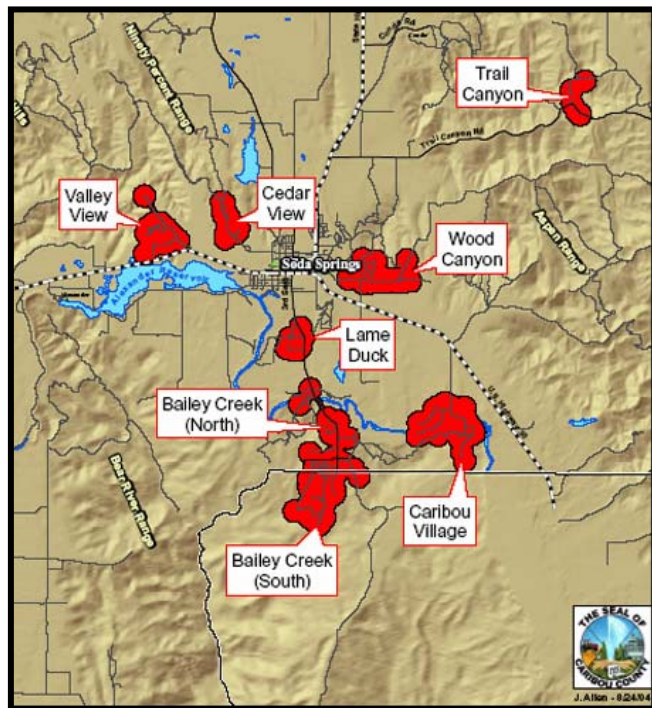 Ninety Percent Range
Trail
Canyon
Trail Canyon Rd
Valley
View
Cedar
View
Wood
Canyon
Aspen Range
Soda Springs
Alexander Reservoir
Lame
Duck
Bailey Creek
(North)
Bear River Range
Caribou
Village
Bailey Creek
(South)
THE SEAL OF
CARIBOU COUNTY
J. Allen - 8/24/04